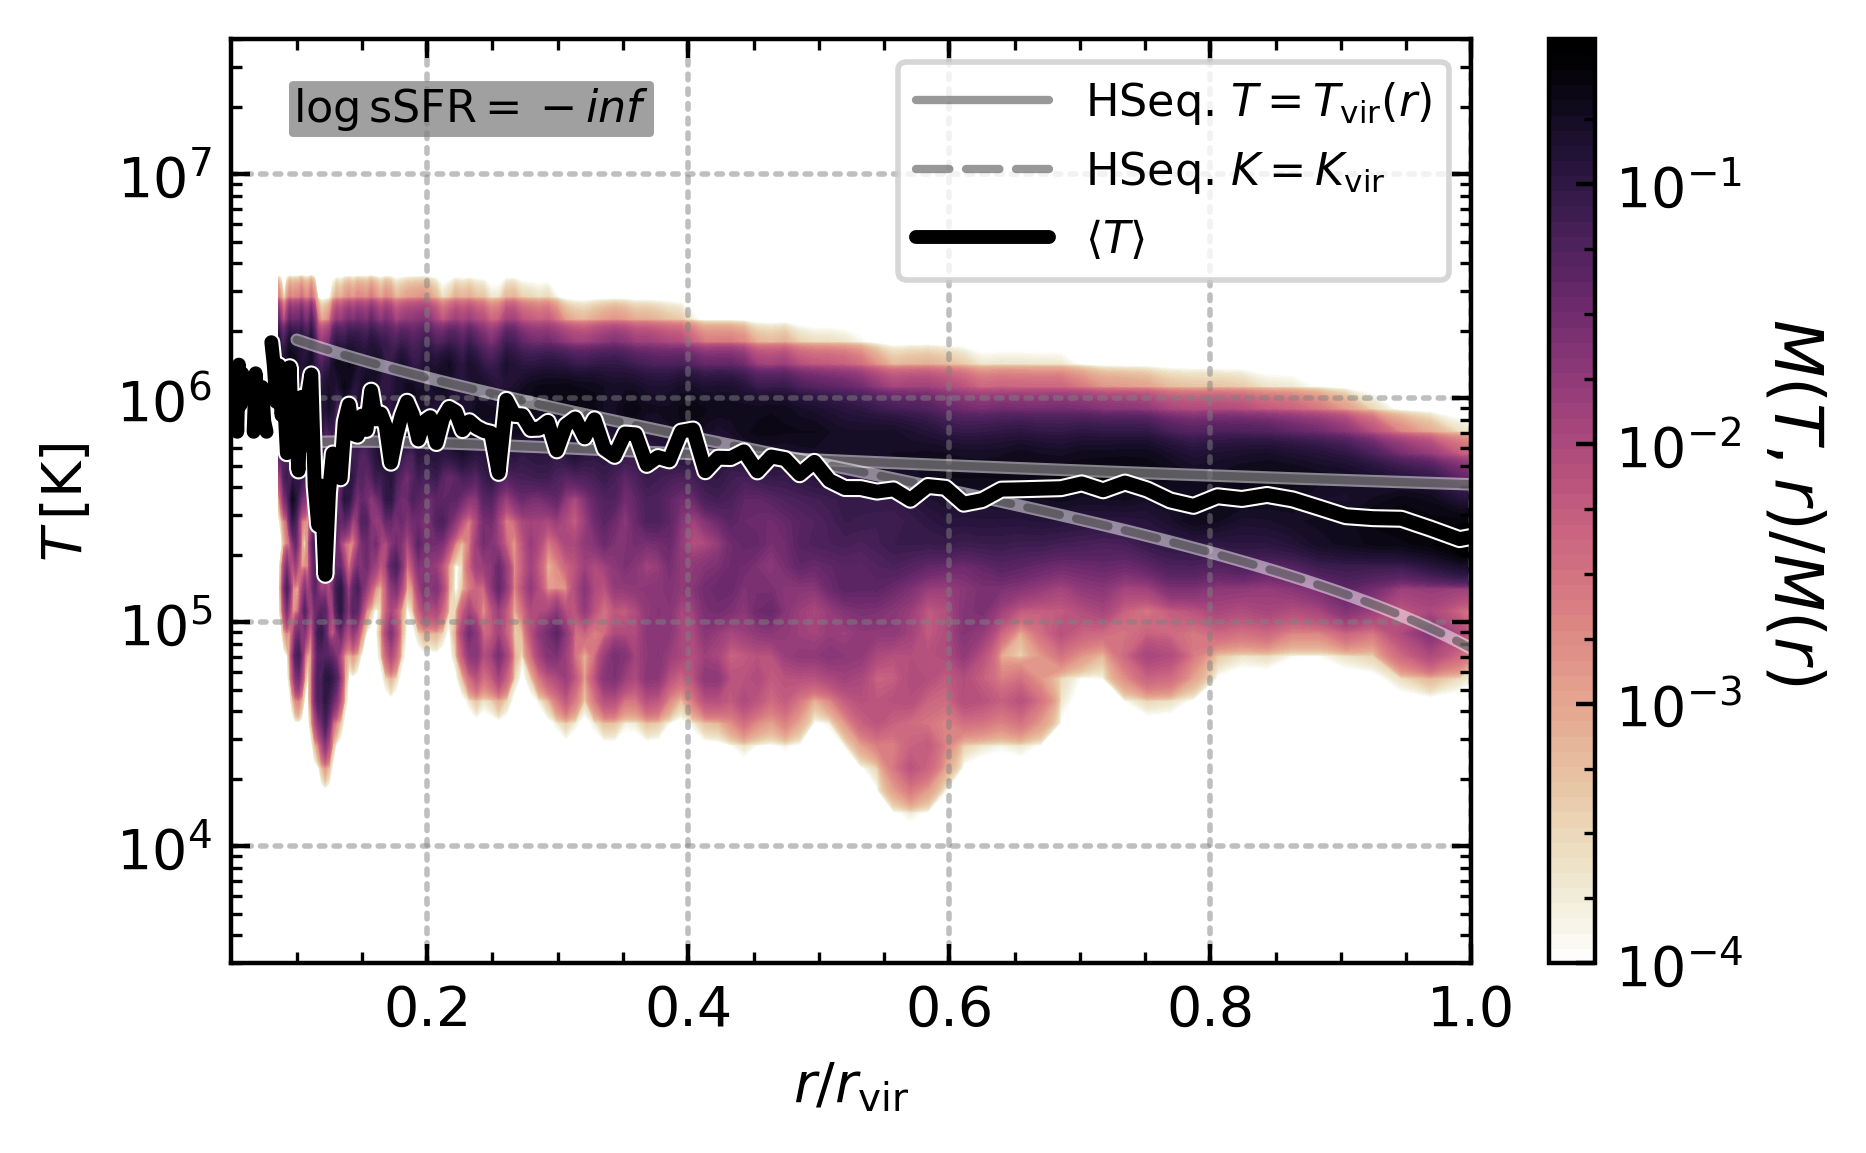 log sSFR = −inf
HSeq. T = T_vir(r)
HSeq. K = K_vir
⟨T⟩
10^7
10^6
10^5
10^4
T [K]
0.2 0.4 0.6 0.8 1.0
r/r_vir
10^−1
10^−2
10^−3
10^−4
M(T, r)/M(r)